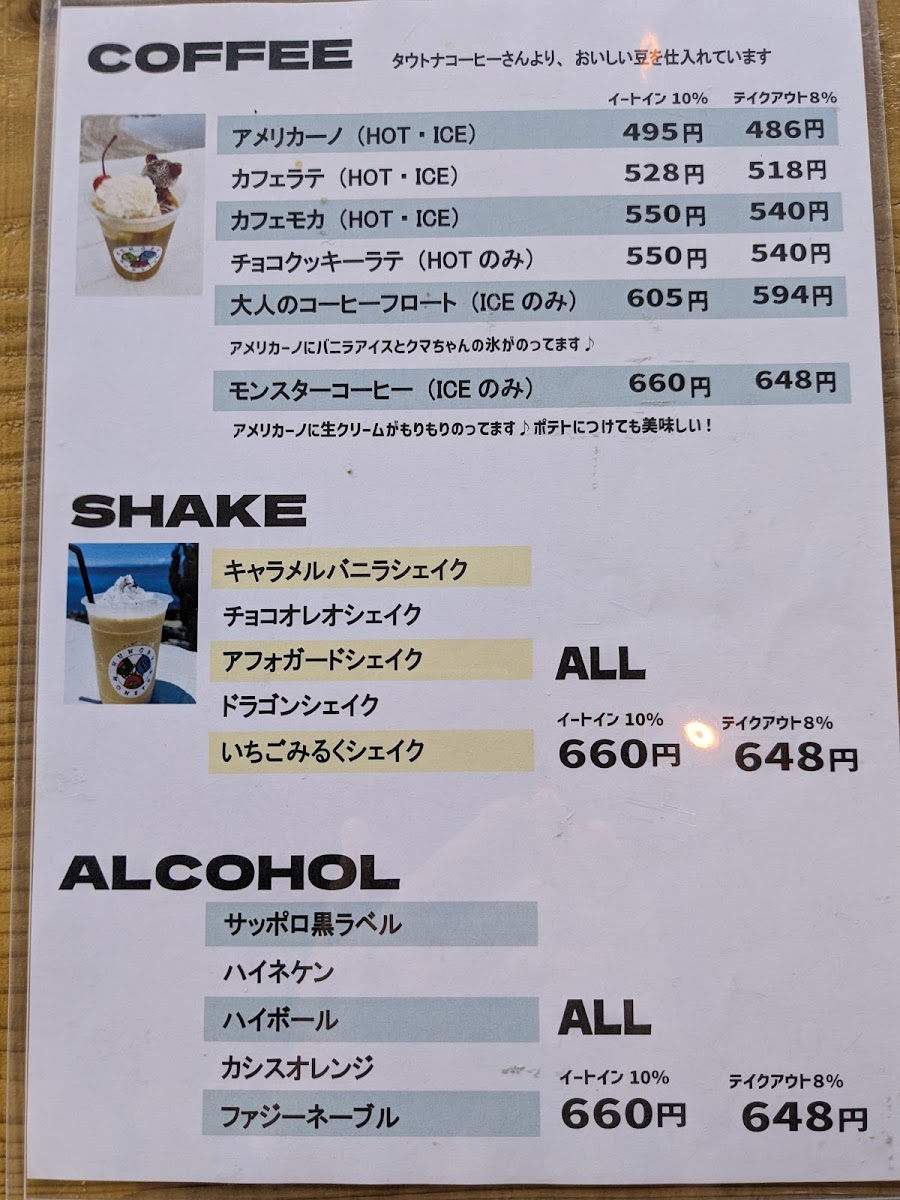 COFFEE タウトナコーヒーさんより、おいしい豆を仕入れています
イートイン 10% テイクアウト8%
アメリカーノ（HOT・ICE） 495円 486円
カフェラテ（HOT・ICE） 528円 518円
カフェモカ（HOT・ICE） 550円 540円
チョコクッキーラテ（HOTのみ） 550円 540円
大人のコーヒーフロート（ICEのみ） 605円 594円
アメリカーノにバニラアイスとクマちゃんの氷がのってます♪
モンスターコーヒー（ICEのみ） 660円 648円
アメリカーノに生クリームがもりもりのってます♪ポテトにつけても美味しい！
SHAKE
キャラメルバニラシェイク
チョコオレオシェイク
アフォガードシェイク
ドラゴンシェイク
いちごみるくシェイク
ALL
イートイン 10% テイクアウト8%
660円 648円
ALCOHOL
サッポロ黒ラベル
ハイネケン
ハイボール
カシスオレンジ
ファジーネーブル
ALL
イートイン 10% テイクアウト8%
660円 648円